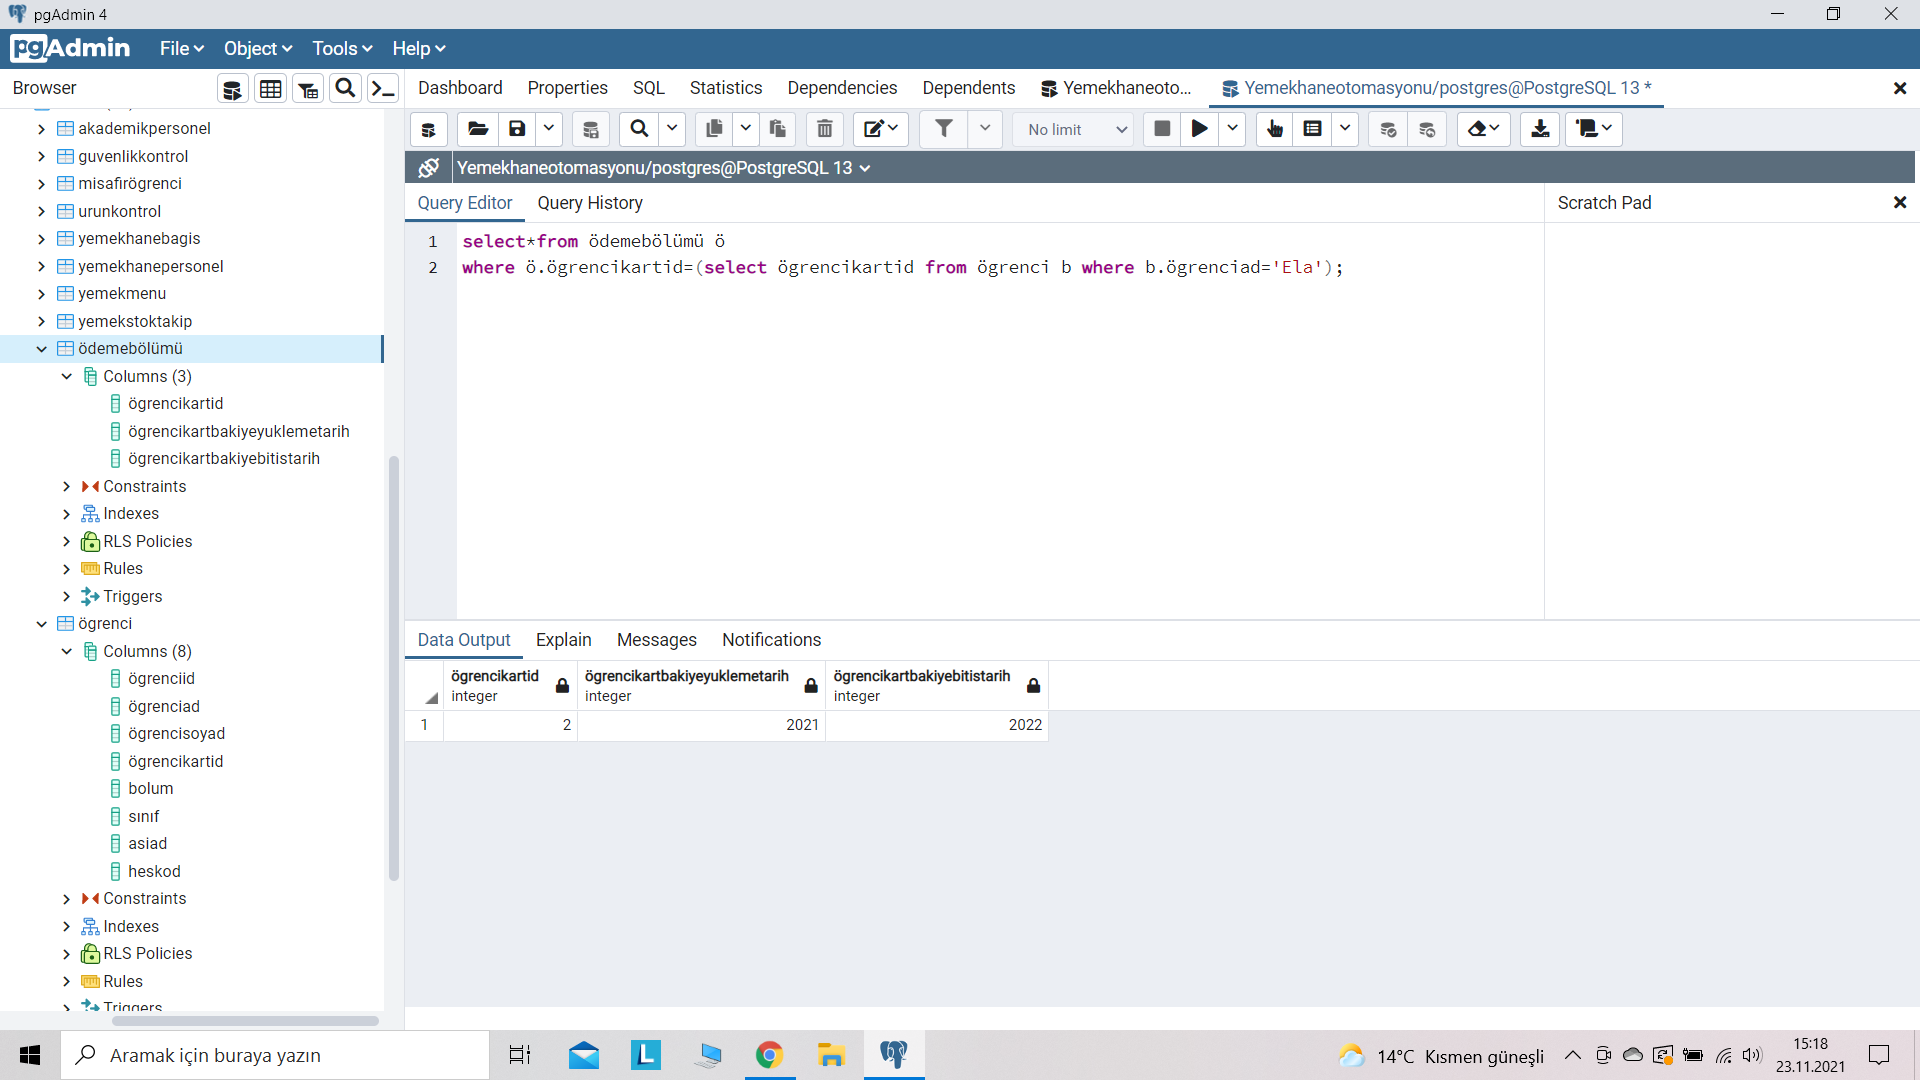 pgAdmin 4
pgAdmin File Object Tools Help
Browser
Dashboard Properties SQL Statistics Dependencies Dependents Yemekhaneoto... Yemekhaneotomasyonu/postgres@PostgreSQL 13 *
No limit
Yemekhaneotomasyonu/postgres@PostgreSQL 13
Query Editor Query History
Scratch Pad
1 select*from ödemebölümü ö
2 where ö.ögrencikartid=(select ögrencikartid from ögrenci b where b.ögrenciad='Ela');
akademikpersonel
guvenlikkontrol
misafirögrenci
urunkontrol
yemekhanebagis
yemekhanepersonel
yemekmenu
yemekstoktakip
ödemebölümü
Columns (3)
ögrencikartid
ögrencikartbakiyeyuklemetarih
ögrencikartbakiyebitistarih
Constraints
Indexes
RLS Policies
Rules
Triggers
ögrenci
Columns (8)
ögrenciid
ögrenciad
ögrencisoyad
ögrencikartid
bolum
sınıf
asiad
heskod
Constraints
Indexes
RLS Policies
Rules
Triggers
Data Output Explain Messages Notifications
ögrencikartid ögrencikartbakiyeyuklemetarih ögrencikartbakiyebitistarih
integer integer integer
1 2 2021 2022
Aramak için buraya yazın
L
14°C Kısmen güneşli
15:18
23.11.2021